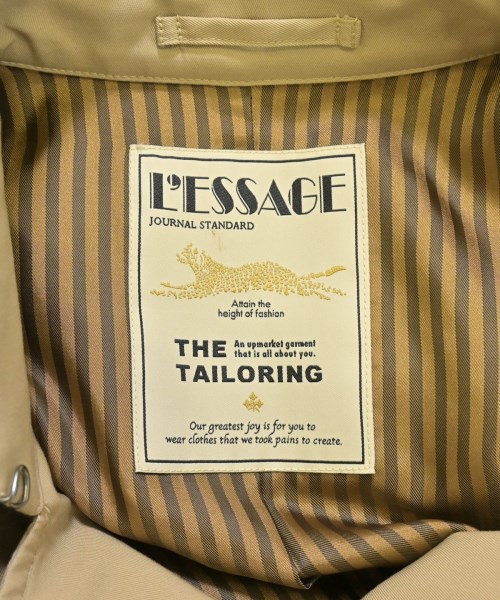 L'ESSAGE
JOURNAL STANDARD
Attain the
height of fashion
THE An upmarket garment
that is all about you.
TAILORING
Our greatest joy is for you to
wear clothes that we took pains to create.